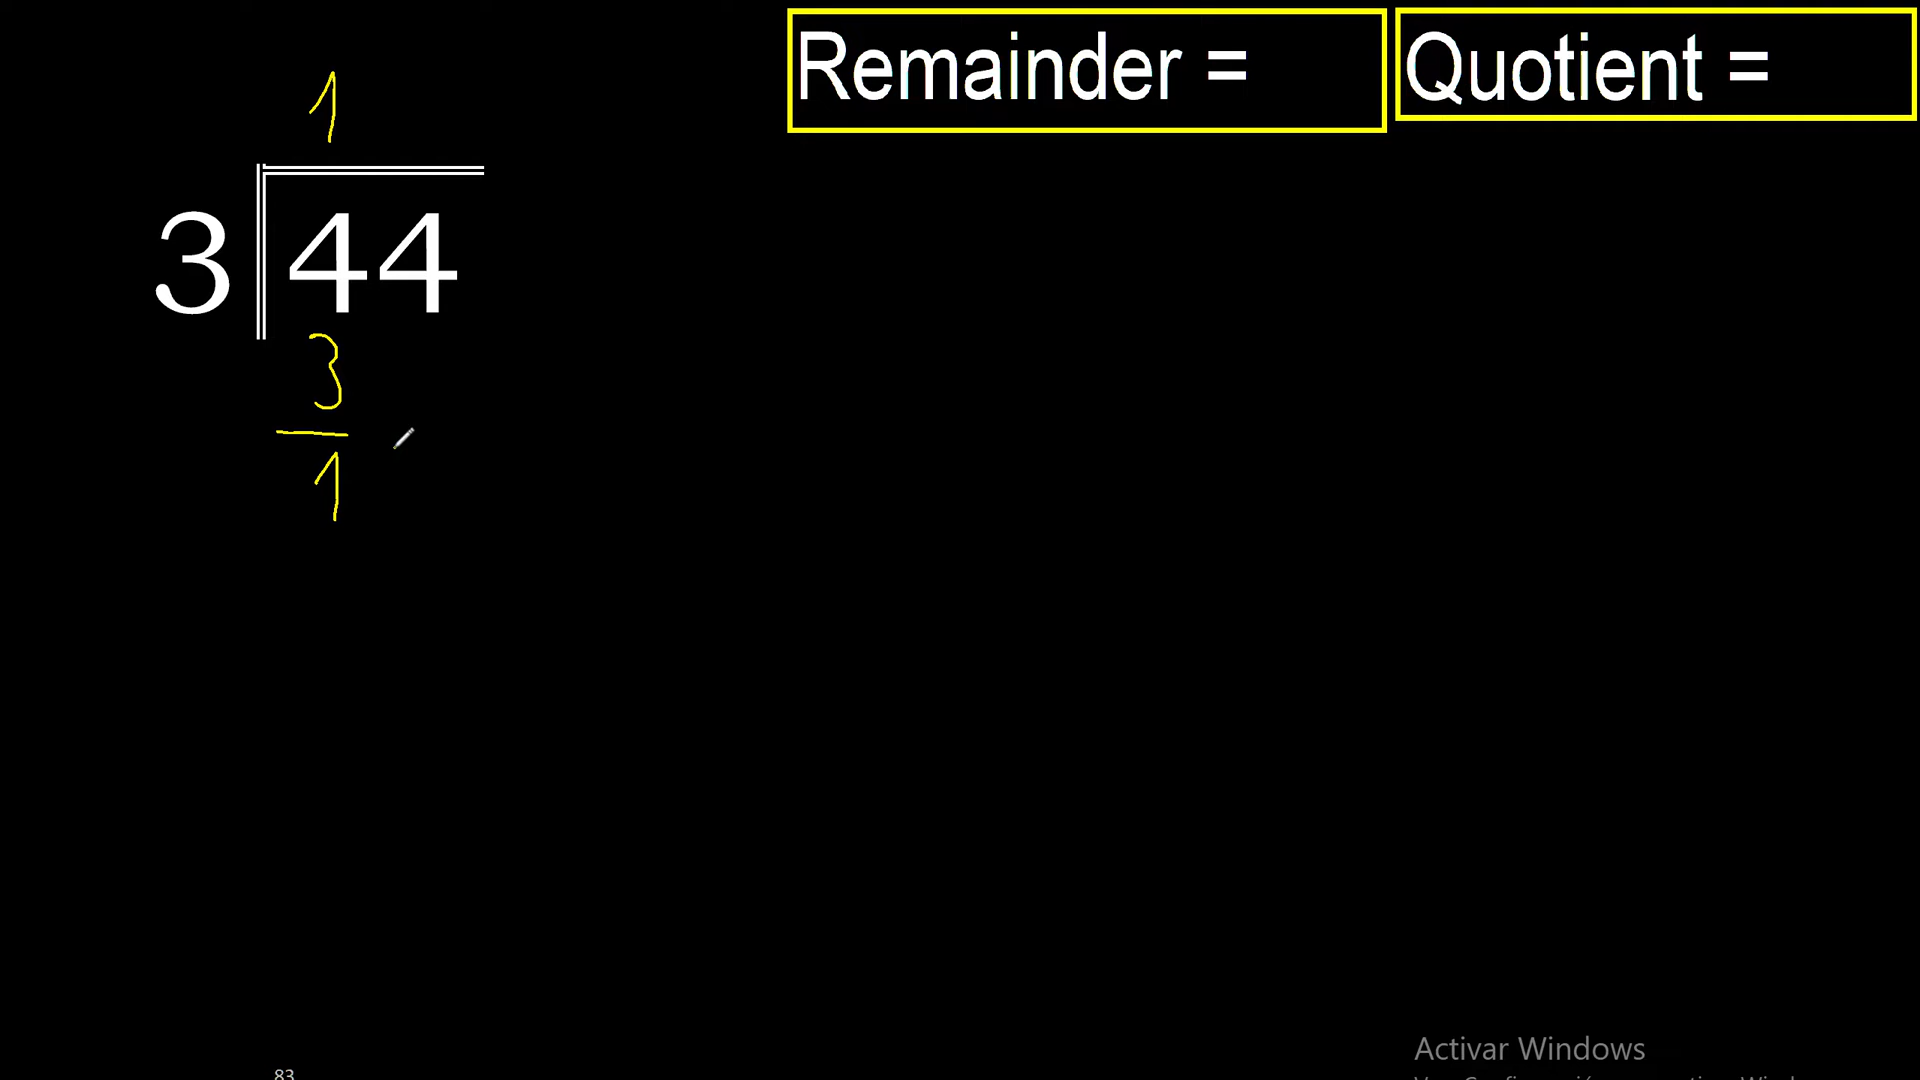 Remainder =
Quotient =
1
3 44
3
1
Activar Windows
83